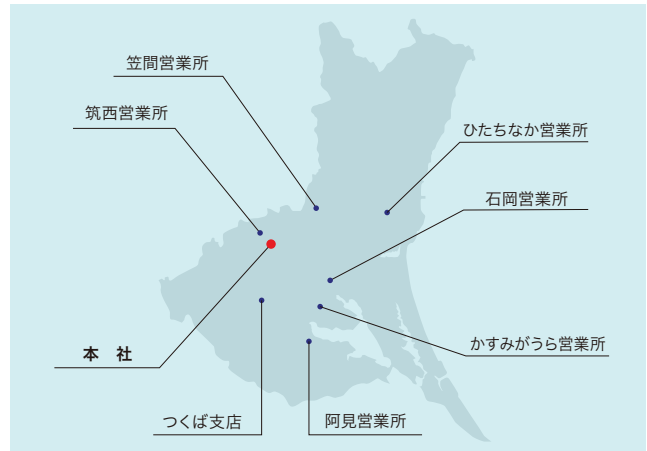 笠間営業所
筑西営業所
ひたちなか営業所
石岡営業所
かすみがうら営業所
本 社
つくば支店
阿見営業所